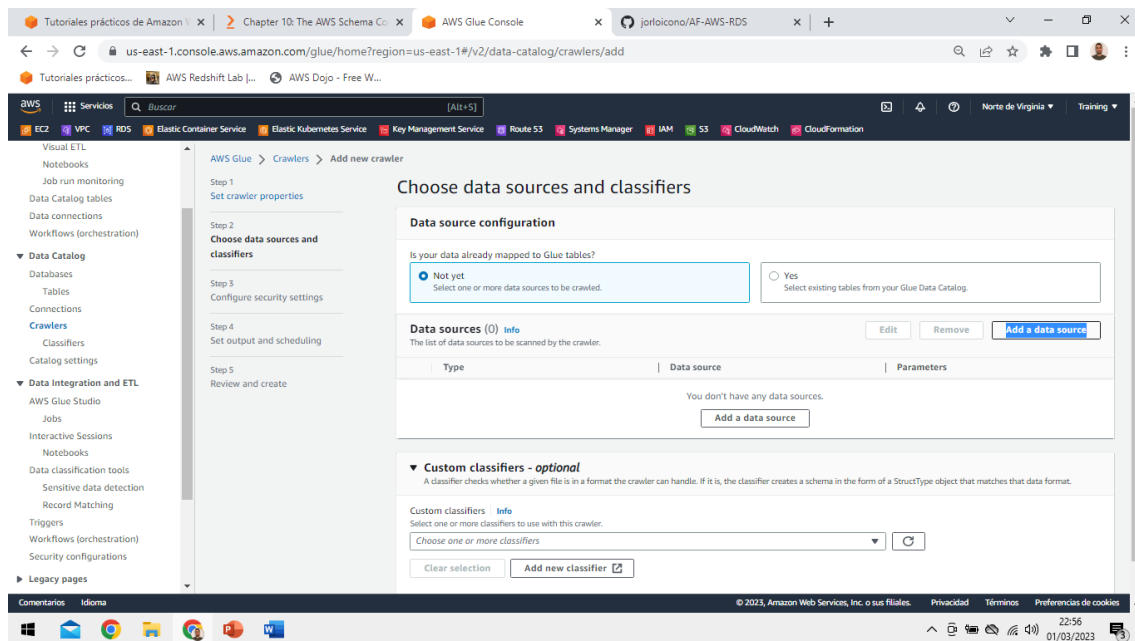 Tutoriales prácticos de Amazon
Chapter 10: The AWS Schema Co
AWS Glue Console
jorloicono/AF-AWS-RDS
us-east-1.console.aws.amazon.com/glue/home?region=us-east-1#/v2/data-catalog/crawlers/add
Tutoriales prácticos...
AWS Redshift Lab |...
AWS Dojo - Free W...
aws
Servicios
Buscar
[Alt+S]
Norte de Virginia
Training
EC2
VPC
RDS
Elastic Container Service
Elastic Kubernetes Service
Key Management Service
Route 53
Systems Manager
IAM
S3
CloudWatch
CloudFormation
Visual ETL
Notebooks
Job run monitoring
Data Catalog tables
Data connections
Workflows (orchestration)
Data Catalog
Databases
Tables
Connections
Crawlers
Classifiers
Catalog settings
Data Integration and ETL
AWS Glue Studio
Jobs
Interactive Sessions
Notebooks
Data classification tools
Sensitive data detection
Record Matching
Triggers
Workflows (orchestration)
Security configurations
Legacy pages
AWS Glue > Crawlers > Add new crawler
Step 1
Set crawler properties
Step 2
Choose data sources and
classifiers
Step 3
Configure security settings
Step 4
Set output and scheduling
Step 5
Review and create
Choose data sources and classifiers
Data source configuration
Is your data already mapped to Glue tables?
Not yet
Select one or more data sources to be crawled.
Yes
Select existing tables from your Glue Data Catalog.
Data sources (0) Info
The list of data sources to be scanned by the crawler.
Edit
Remove
Add a data source
Type
Data source
Parameters
You don't have any data sources.
Add a data source
Custom classifiers - optional
A classifier checks whether a given file is in a format the crawler can handle. If it is, the classifier creates a schema in the form of a StructType object that matches that data format.
Custom classifiers Info
Select one or more classifiers to use with this crawler.
Choose one or more classifiers
Clear selection
Add new classifier
Comentarios
Idioma
© 2023, Amazon Web Services, Inc. o sus filiales.
Privacidad
Términos
Preferencias de cookies
22:56
01/03/2023
3